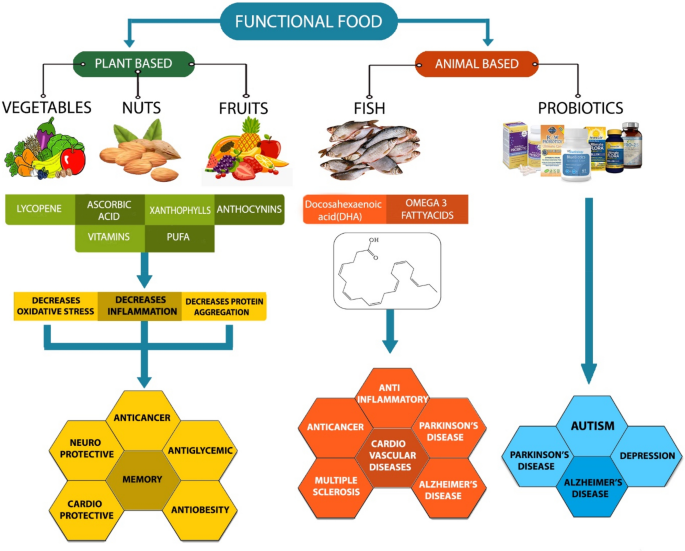 FUNCTIONAL FOOD
PLANT BASED
ANIMAL BASED
VEGETABLES
NUTS
FRUITS
FISH
PROBIOTICS
LYCOPENE
ASCORBIC
ACID
XANTHOPHYLLS
ANTHOCYNINS
VITAMINS
PUFA
Docosahexaenoic
acid(DHA)
OMEGA 3
FATTYACIDS
OH
O
DECREASES
OXIDATIVE STRESS
DECREASES
INFLAMMATION
DECREASES PROTEIN
AGGREGATION
ANTICANCER
NEURO
PROTECTIVE
ANTIGLYCEMIC
MEMORY
CARDIO
PROTECTIVE
ANTIOBESITY
ANTI
INFLAMMATORY
ANTICANCER
PARKINSON'S
DISEASE
CARDIO
VASCULAR
DISEASES
MULTIPLE
SCLEROSIS
ALZHEIMER'S
DISEASE
AUTISM
PARKINSON'S
DISEASE
DEPRESSION
ALZHEIMER'S
DISEASE